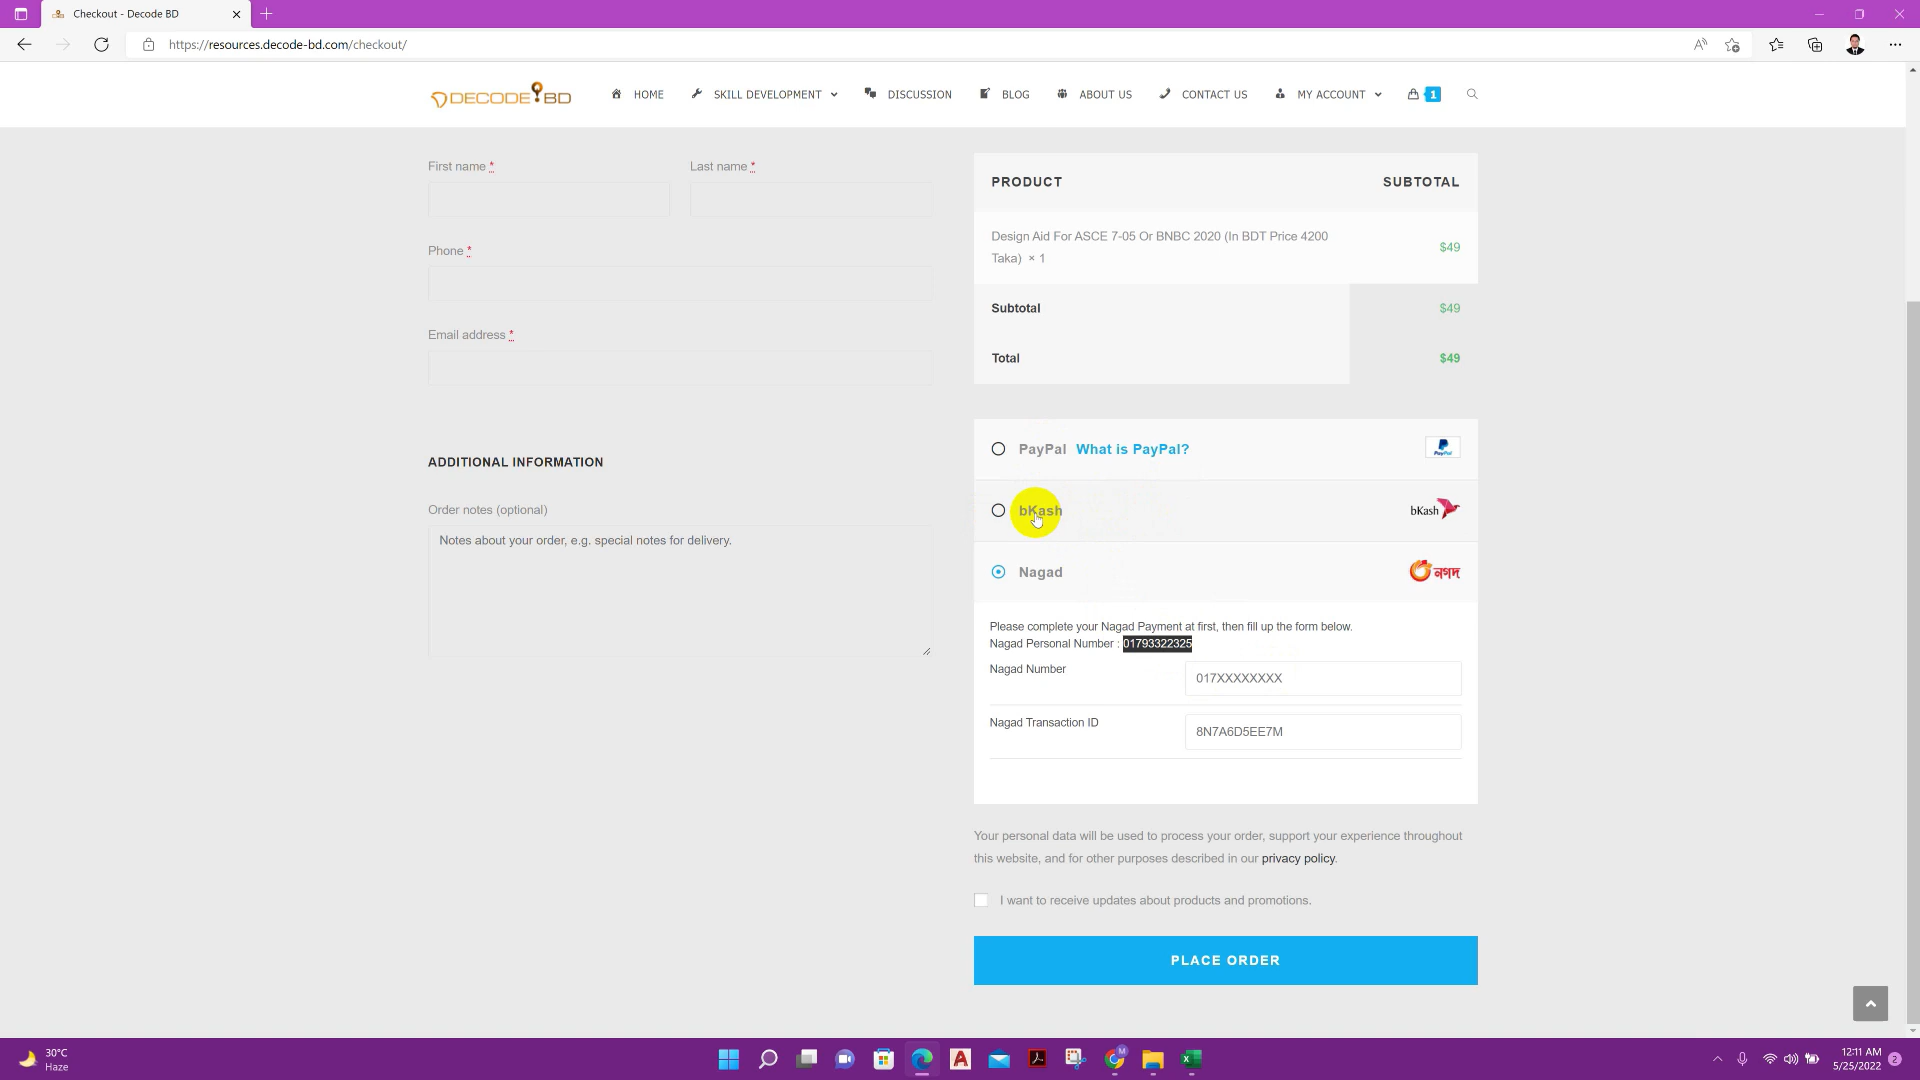 Checkout - Decode BD
https://resources.decode-bd.com/checkout/
DECODE BD
HOME
SKILL DEVELOPMENT
DISCUSSION
BLOG
ABOUT US
CONTACT US
MY ACCOUNT
1
First name *
Last name *
Phone *
Email address *
ADDITIONAL INFORMATION
Order notes (optional)
Notes about your order, e.g. special notes for delivery.
PRODUCT SUBTOTAL
Design Aid For ASCE 7-05 Or BNBC 2020 (In BDT Price 4200
Taka) × 1
$49
Subtotal $49
Total $49
PayPal What is PayPal?
PayPal
bKash
bKash
Nagad
নগদ
Please complete your Nagad Payment at first, then fill up the form below.
Nagad Personal Number : 01793322325
Nagad Number
017XXXXXXXX
Nagad Transaction ID
8N7A6D5EE7M
Your personal data will be used to process your order, support your experience throughout
this website, and for other purposes described in our privacy policy.
I want to receive updates about products and promotions.
PLACE ORDER
30°C
Haze
M
12:11 AM
5/25/2022
2